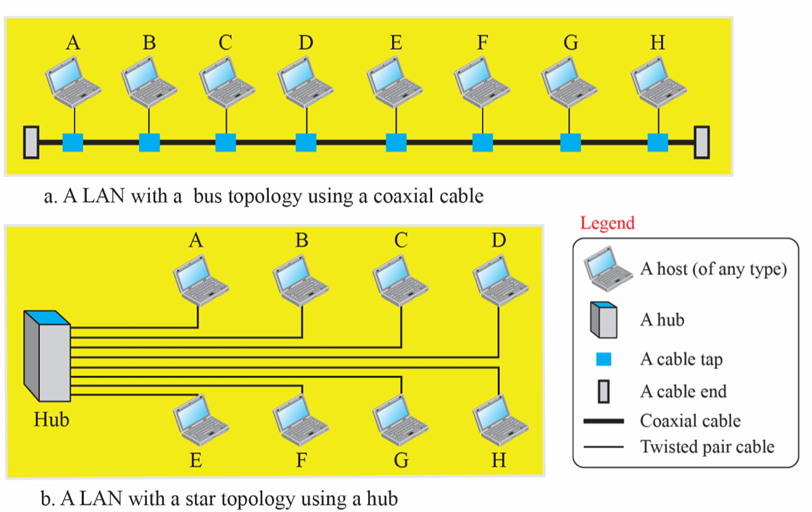 A B C D E F G H
a. A LAN with a bus topology using a coaxial cable
A B C D
Hub
E F G H
b. A LAN with a star topology using a hub
Legend
A host (of any type)
A hub
A cable tap
A cable end
Coaxial cable
Twisted pair cable